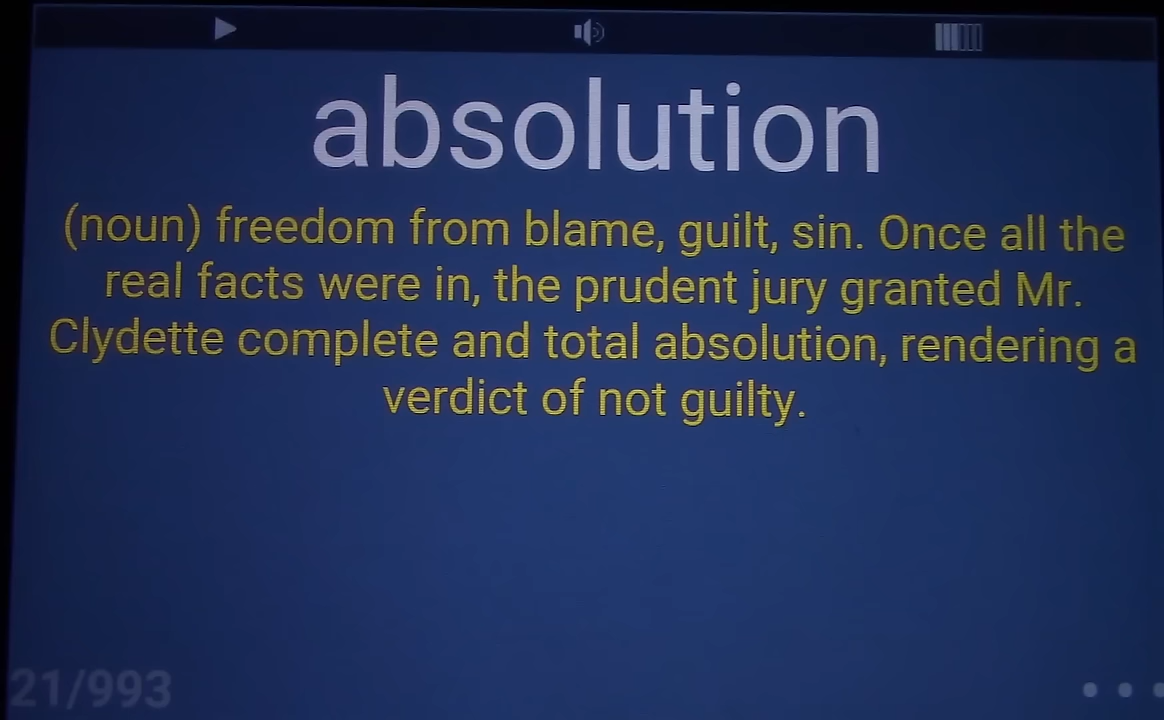 absolution
(noun) freedom from blame, guilt, sin. Once all the
real facts were in, the prudent jury granted Mr.
Clydette complete and total absolution, rendering a
verdict of not guilty.
21/993